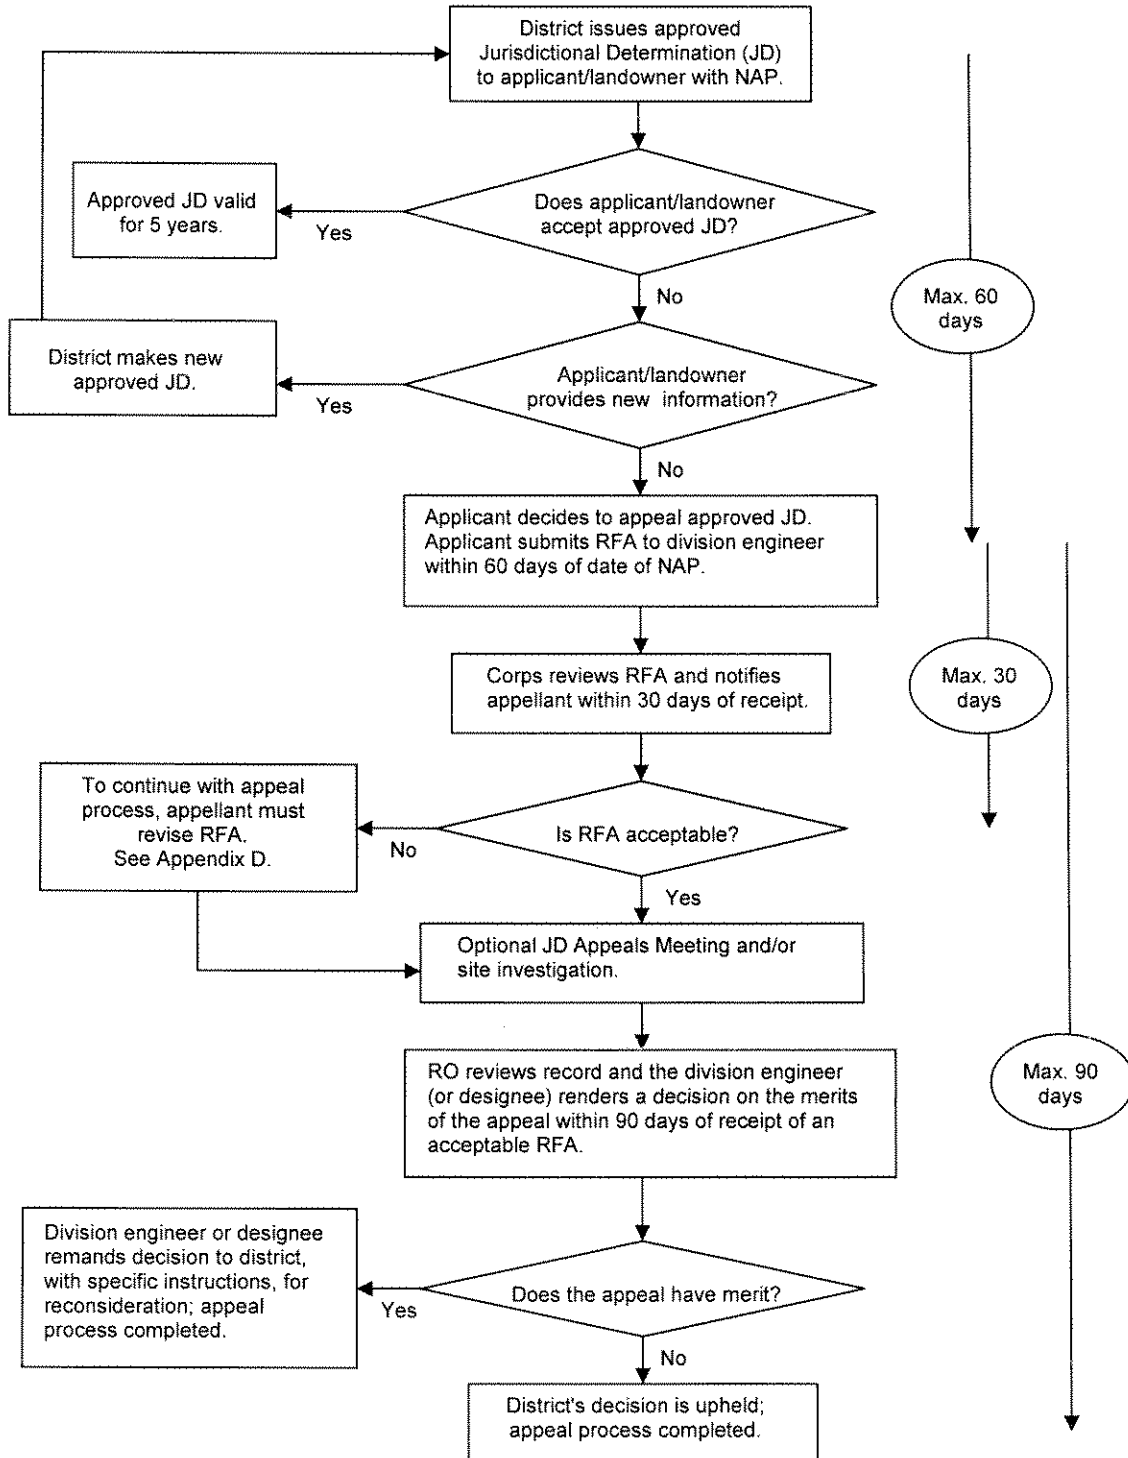 District issues approved
Jurisdictional Determination (JD)
to applicant/landowner with NAP.
Does applicant/landowner
accept approved JD?
Yes
Approved JD valid
for 5 years.
No
Max. 60
days
Applicant/landowner
provides new information?
Yes
District makes new
approved JD.
No
Applicant decides to appeal approved JD.
Applicant submits RFA to division engineer
within 60 days of date of NAP.
Corps reviews RFA and notifies
appellant within 30 days of receipt.
Max. 30
days
Is RFA acceptable?
No
To continue with appeal
process, appellant must
revise RFA.
See Appendix D.
Yes
Optional JD Appeals Meeting and/or
site investigation.
RO reviews record and the division engineer
(or designee) renders a decision on the merits
of the appeal within 90 days of receipt of an
acceptable RFA.
Max. 90
days
Does the appeal have merit?
Yes
Division engineer or designee
remands decision to district,
with specific instructions, for
reconsideration; appeal
process completed.
No
District's decision is upheld;
appeal process completed.